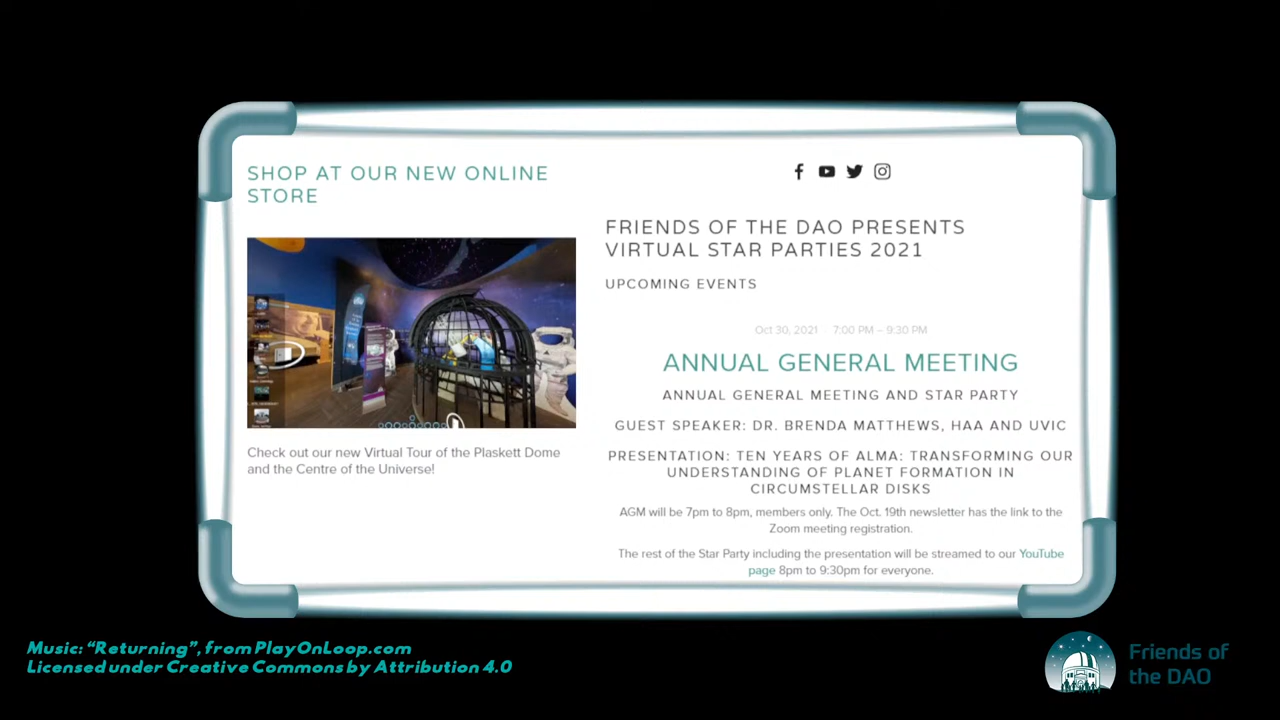 SHOP AT OUR NEW ONLINE
STORE
Check out our new Virtual Tour of the Plaskett Dome
and the Centre of the Universe!
FRIENDS OF THE DAO PRESENTS
VIRTUAL STAR PARTIES 2021
UPCOMING EVENTS
Oct 30, 2021 · 7:00 PM – 9:30 PM
ANNUAL GENERAL MEETING
ANNUAL GENERAL MEETING AND STAR PARTY
GUEST SPEAKER: DR. BRENDA MATTHEWS, HAA AND UVIC
PRESENTATION: TEN YEARS OF ALMA: TRANSFORMING OUR
UNDERSTANDING OF PLANET FORMATION IN
CIRCUMSTELLAR DISKS
AGM will be 7pm to 8pm, members only. The Oct. 19th newsletter has the link to the
Zoom meeting registration.
The rest of the Star Party including the presentation will be streamed to our YouTube
page 8pm to 9:30pm for everyone.
Music: “Returning”, from PlayOnLoop.com
Licensed under Creative Commons by Attribution 4.0
Friends of
the DAO